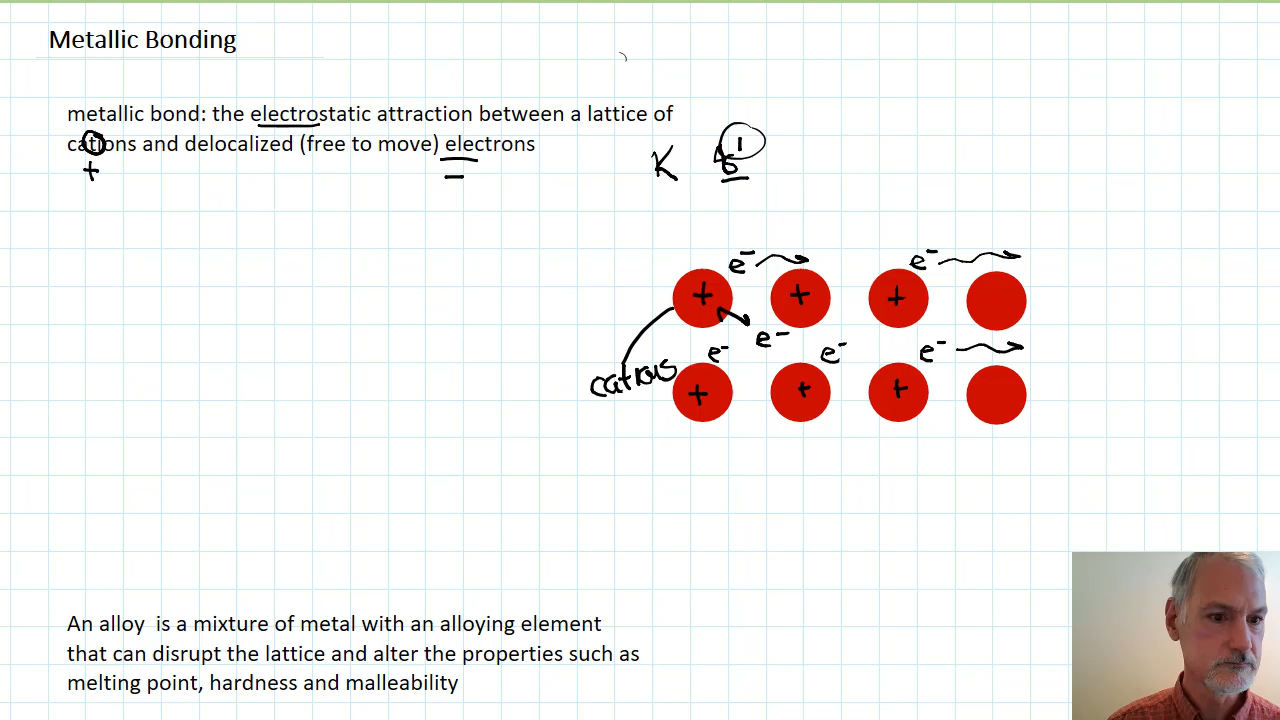 Metallic Bonding
metallic bond: the electrostatic attraction between a lattice of
cations and delocalized (free to move) electrons
+ −
K 1
e⁻ e⁻
+ + +
e⁻
e⁻ e⁻ e⁻
cations
+ + +
An alloy is a mixture of metal with an alloying element
that can disrupt the lattice and alter the properties such as
melting point, hardness and malleability